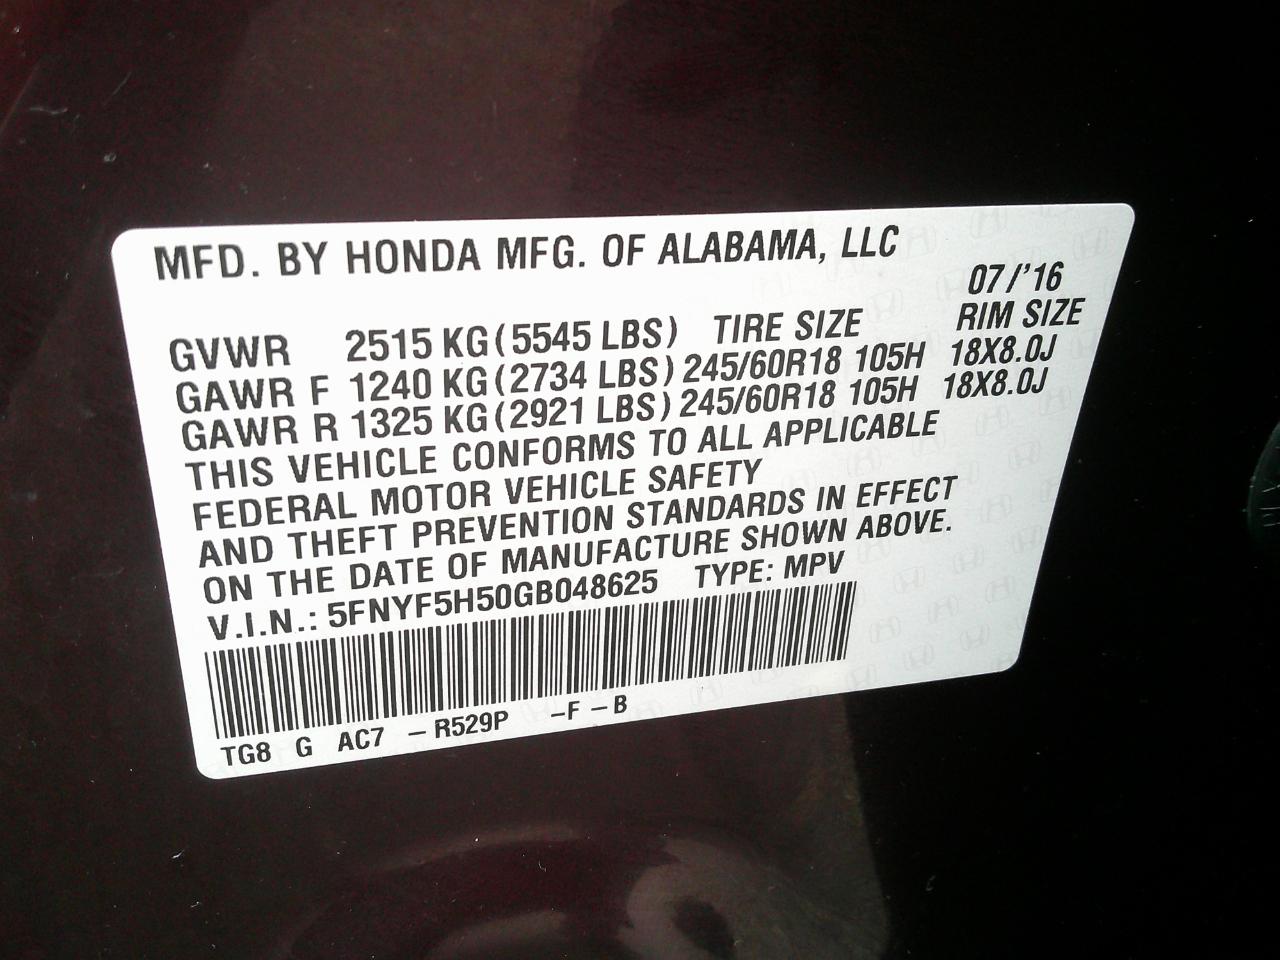 MFD. BY HONDA MFG. OF ALABAMA, LLC
07/'16
GVWR 2515 KG (5545 LBS) TIRE SIZE RIM SIZE
GAWR F 1240 KG (2734 LBS) 245/60R18 105H 18X8.0J
GAWR R 1325 KG (2921 LBS) 245/60R18 105H 18X8.0J
THIS VEHICLE CONFORMS TO ALL APPLICABLE
FEDERAL MOTOR VEHICLE SAFETY
AND THEFT PREVENTION STANDARDS IN EFFECT
ON THE DATE OF MANUFACTURE SHOWN ABOVE.
V.I.N.: 5FNYF5H50GB048625 TYPE: MPV
TG8 G AC7 -R529P -F-B